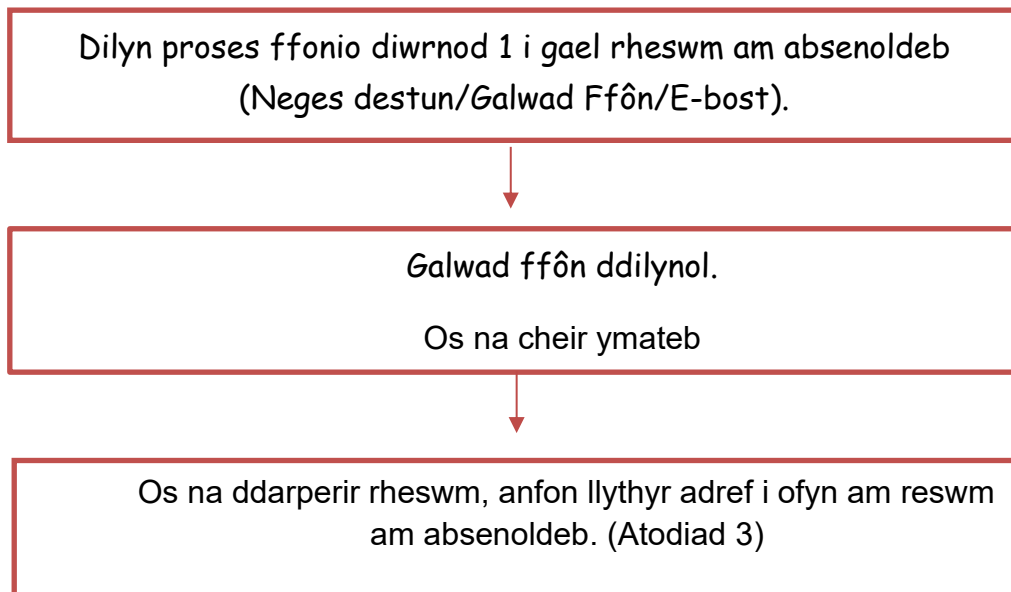 Dilyn proses ffonio diwrnod 1 i gael rheswm am absenoldeb
(Neges destun/Galwad Ffôn/E-bost).
Galwad ffôn ddilynol.
Os na cheir ymateb
Os na ddarperir rheswm, anfon llythyr adref i ofyn am reswm
am absenoldeb. (Atodiad 3)